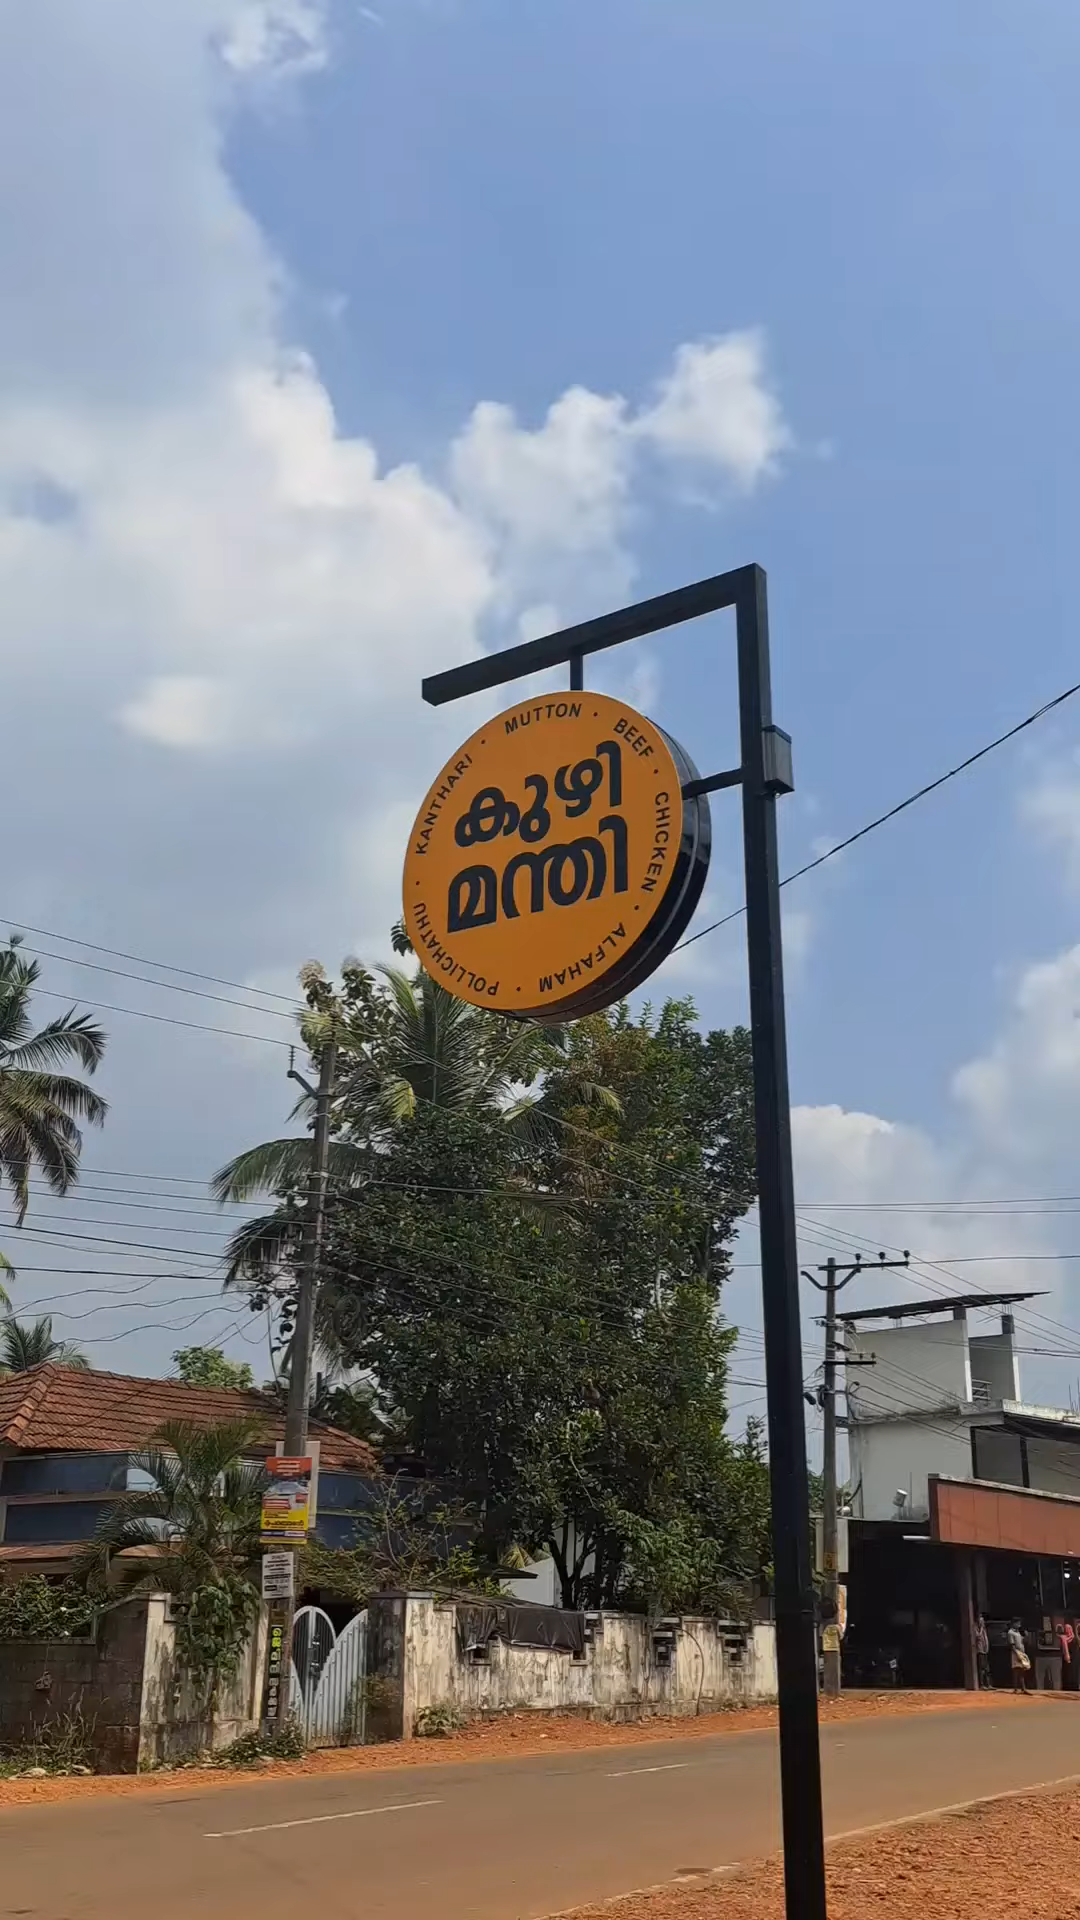 കുഴി
മന്തി
KANTHARI · MUTTON · BEEF · CHICKEN · ALFAHAM · POLLICHATHU ·